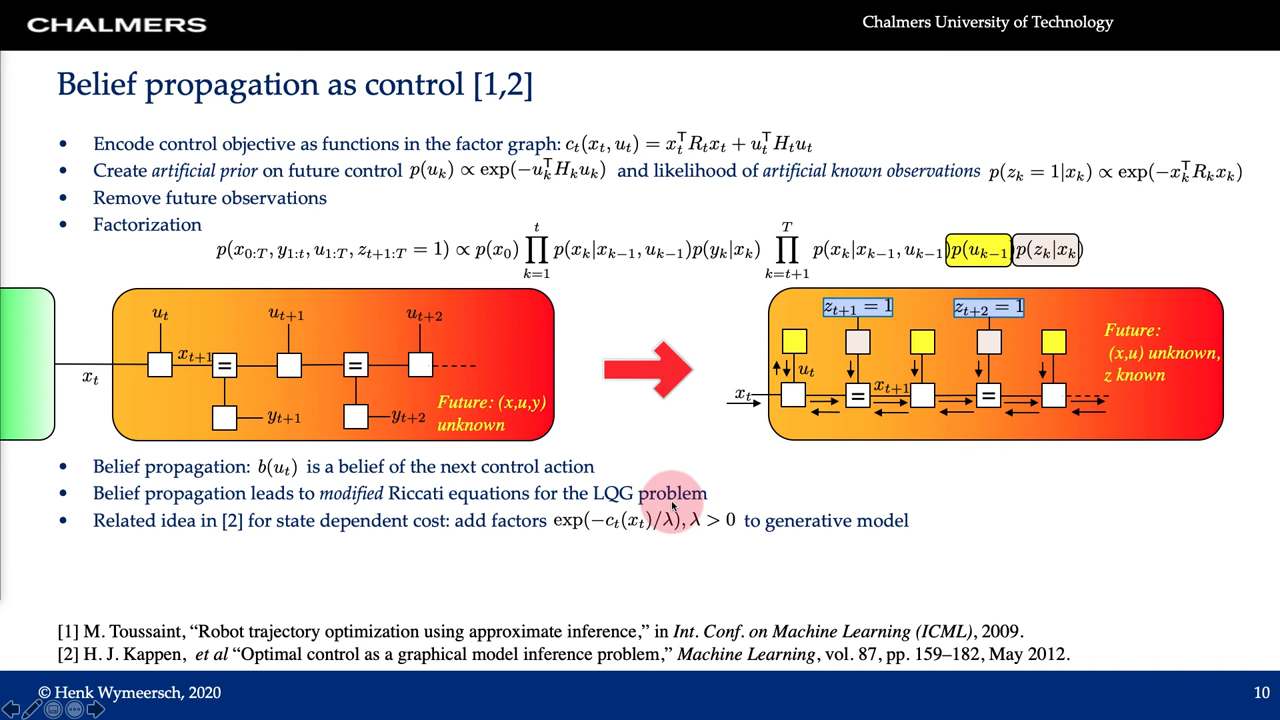 CHALMERS
Chalmers University of Technology
Belief propagation as control [1,2]
• Encode control objective as functions in the factor graph: c_t(x_t, u_t) = x_t^⊤ R_t x_t + u_t^⊤ H_t u_t
• Create artificial prior on future control p(u_k) ∝ exp(−u_k^⊤ H_k u_k) and likelihood of artificial known observations p(z_k = 1|x_k) ∝ exp(−x_k^⊤ R_k x_k)
• Remove future observations
• Factorization
p(x_{0:T}, y_{1:t}, u_{1:T}, z_{t+1:T} = 1) ∝ p(x_0) ∏_{k=1}^{t} p(x_k|x_{k−1}, u_{k−1})p(y_k|x_k) ∏_{k=t+1}^{T} p(x_k|x_{k−1}, u_{k−1})p(u_{k−1})p(z_k|x_k)
u_t u_{t+1} u_{t+2}
x_t x_{t+1} = =
y_{t+1} y_{t+2}
Future: (x,u,y)
unknown
z_{t+1} = 1 z_{t+2} = 1
Future:
(x,u) unknown,
z known
u_t
x_t = x_{t+1} =
• Belief propagation: b(u_t) is a belief of the next control action
• Belief propagation leads to modified Riccati equations for the LQG problem
• Related idea in [2] for state dependent cost: add factors exp(−c_t(x_t)/λ), λ > 0 to generative model
[1] M. Toussaint, “Robot trajectory optimization using approximate inference,” in Int. Conf. on Machine Learning (ICML), 2009.
[2] H. J. Kappen, et al “Optimal control as a graphical model inference problem,” Machine Learning, vol. 87, pp. 159–182, May 2012.
© Henk Wymeersch, 2020
10